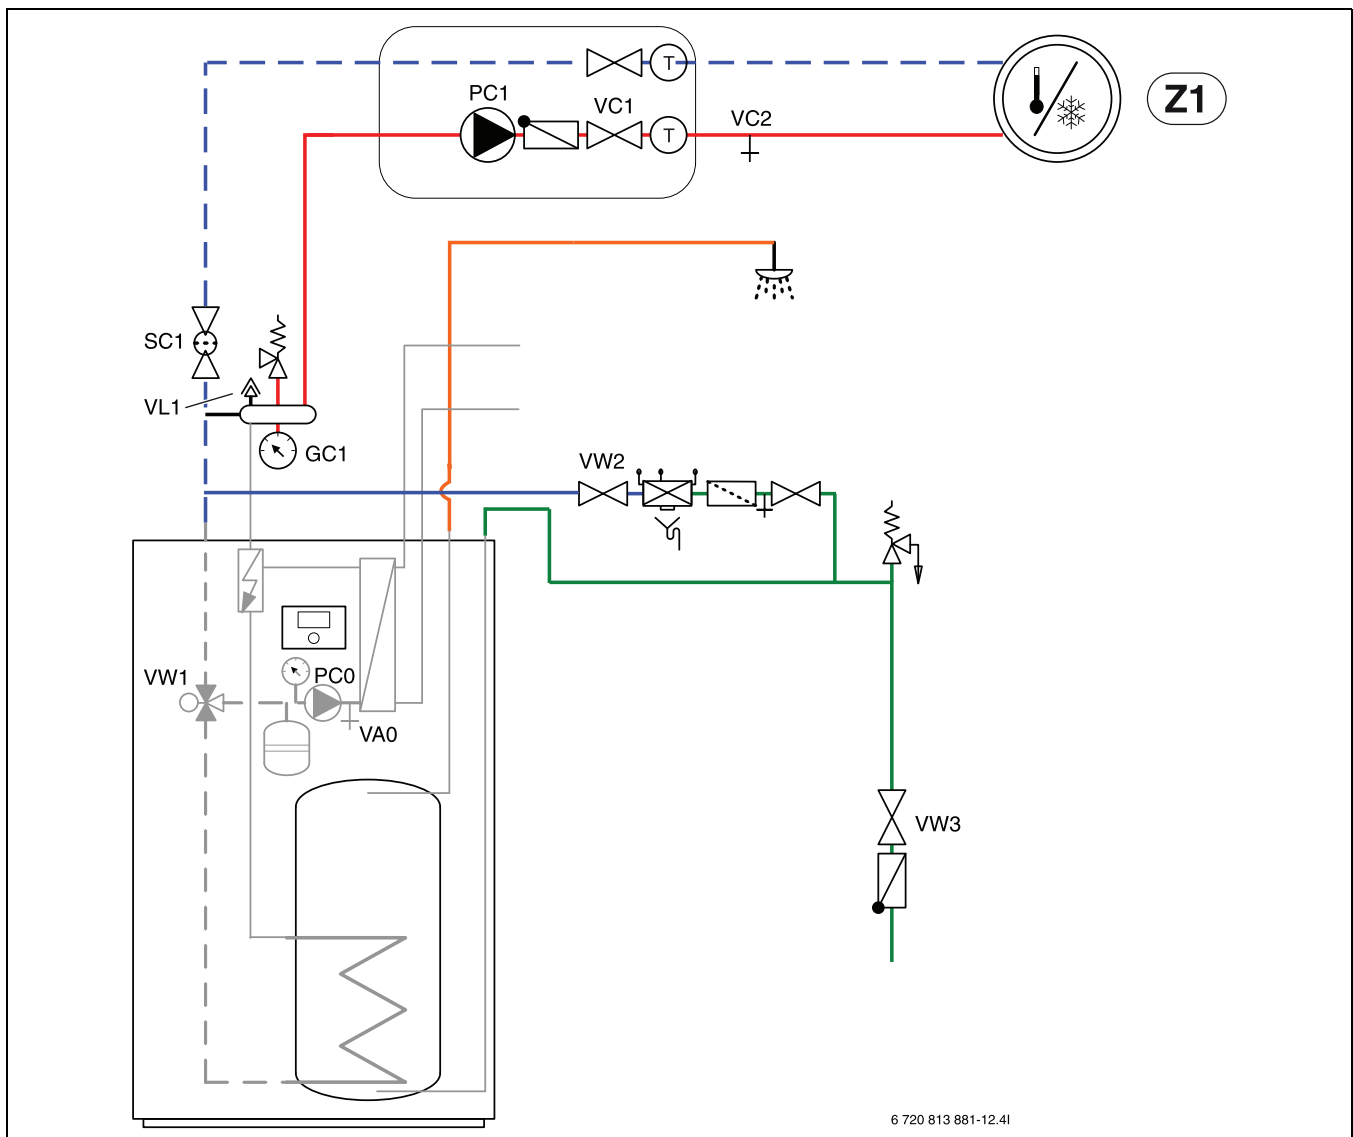 T
PC1
VC1
T
VC2
Z1
SC1
VL1
GC1
VW2
VW1
PC0
VA0
VW3
6 720 813 881-12.4I